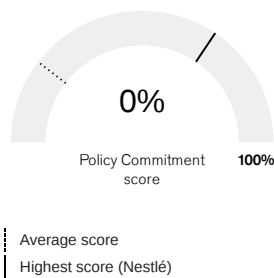 0%
Policy Commitment
score
100%
Average score
Highest score (Nestlé)